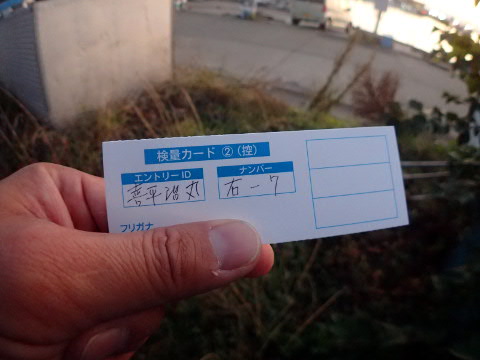 検量カード ②(控)
エントリーID ナンバー
喜平治丸 右-7
フリガナ